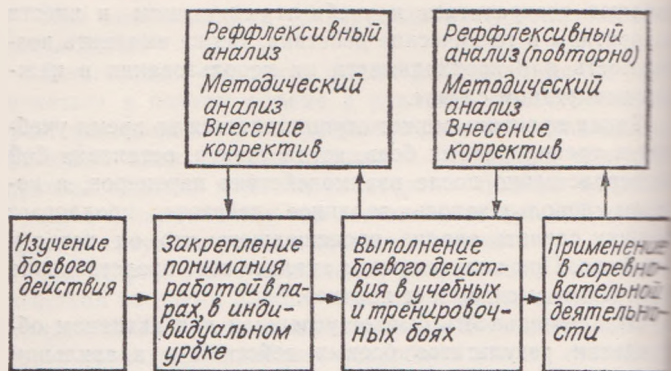 Реффлексивный
анализ
Методический
анализ
Внесение
корректив
Реффлексивный
анализ (повторно)
Методический
анализ
Внесение
корректив
Изучение
боевого
действия
Закрепление
понимания
работой в па-
рах, в инди-
видуальном
уроке
Выполнение
боевого дейст-
вия в учебных
и тренировоч-
ных боях
Применение
в соревно-
вательной
деятельно-
сти